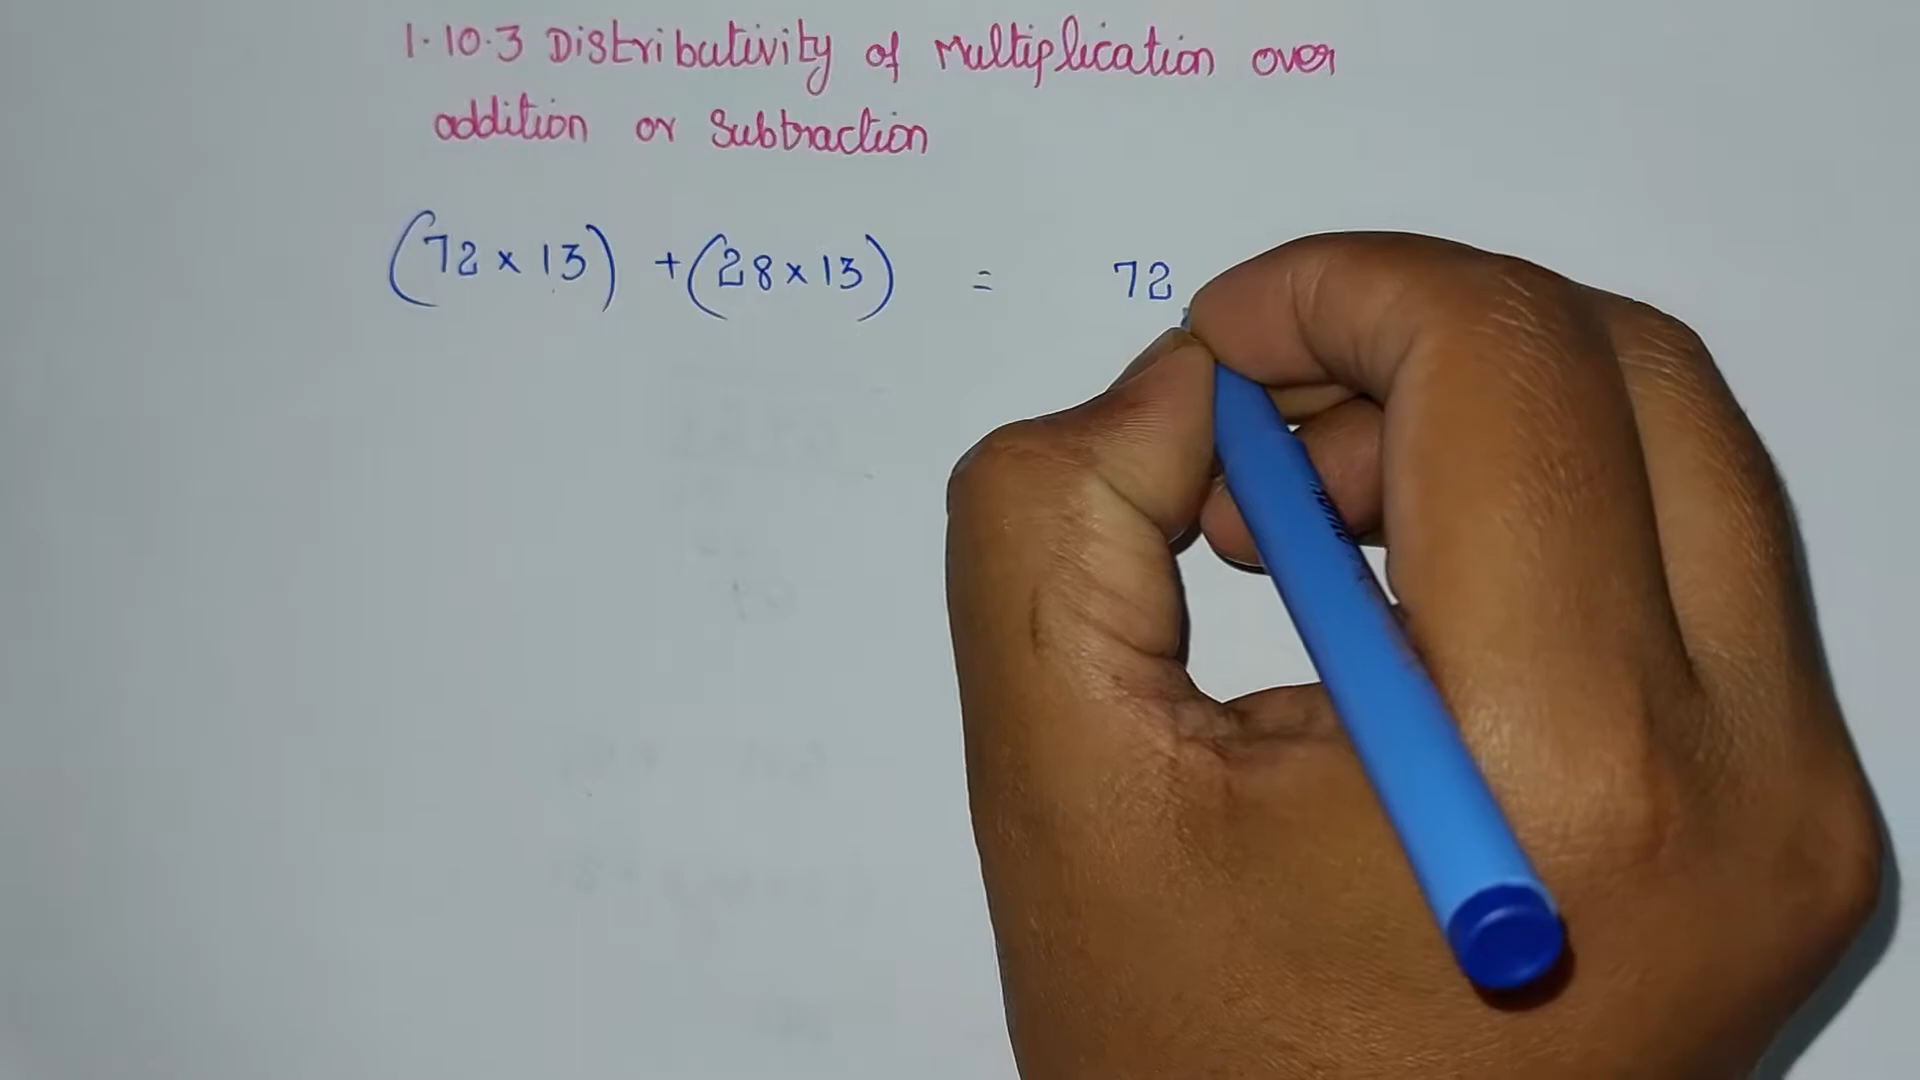 1.10.3 Distributivity of Multiplication over
addition or Subtraction
(72 × 13) + (28 × 13) = 72